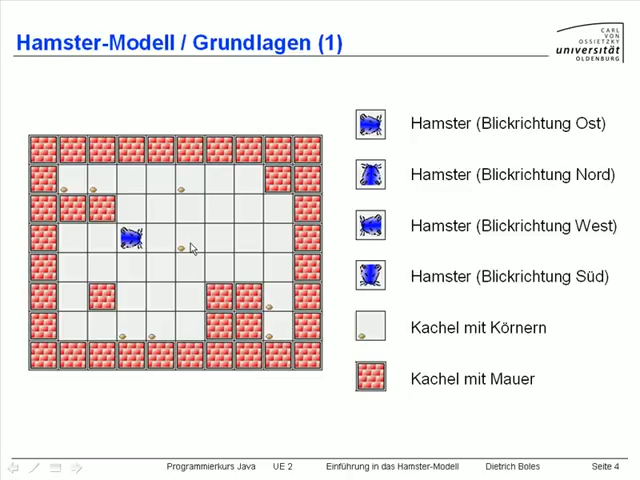 Hamster-Modell / Grundlagen (1)
CARL
VON
OSSIETZKY
universität
OLDENBURG
Hamster (Blickrichtung Ost)
Hamster (Blickrichtung Nord)
Hamster (Blickrichtung West)
Hamster (Blickrichtung Süd)
Kachel mit Körnern
Kachel mit Mauer
Programmierkurs Java UE 2 Einführung in das Hamster-Modell Dietrich Boles Seite 4